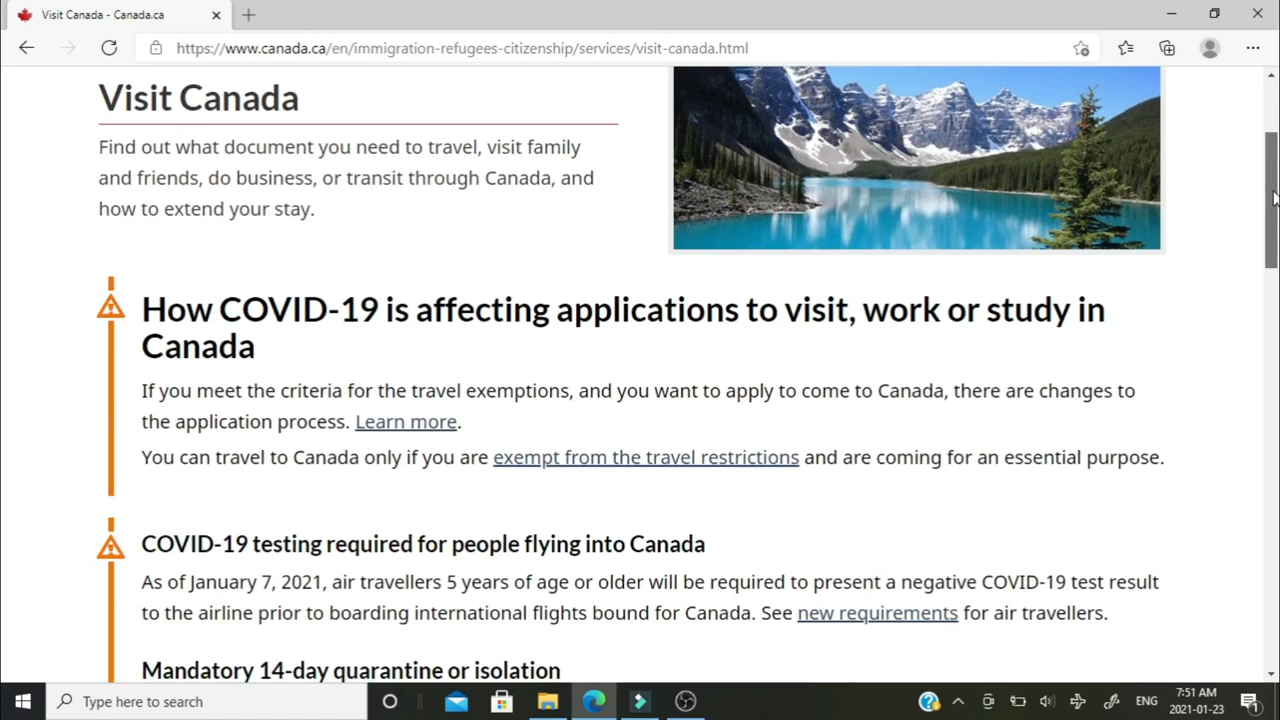 Visit Canada - Canada.ca
https://www.canada.ca/en/immigration-refugees-citizenship/services/visit-canada.html
Visit Canada
Find out what document you need to travel, visit family
and friends, do business, or transit through Canada, and
how to extend your stay.
How COVID-19 is affecting applications to visit, work or study in
Canada
If you meet the criteria for the travel exemptions, and you want to apply to come to Canada, there are changes to
the application process. Learn more.
You can travel to Canada only if you are exempt from the travel restrictions and are coming for an essential purpose.
COVID-19 testing required for people flying into Canada
As of January 7, 2021, air travellers 5 years of age or older will be required to present a negative COVID-19 test result
to the airline prior to boarding international flights bound for Canada. See new requirements for air travellers.
Mandatory 14-day quarantine or isolation
Type here to search
ENG
7:51 AM
2021-01-23
1